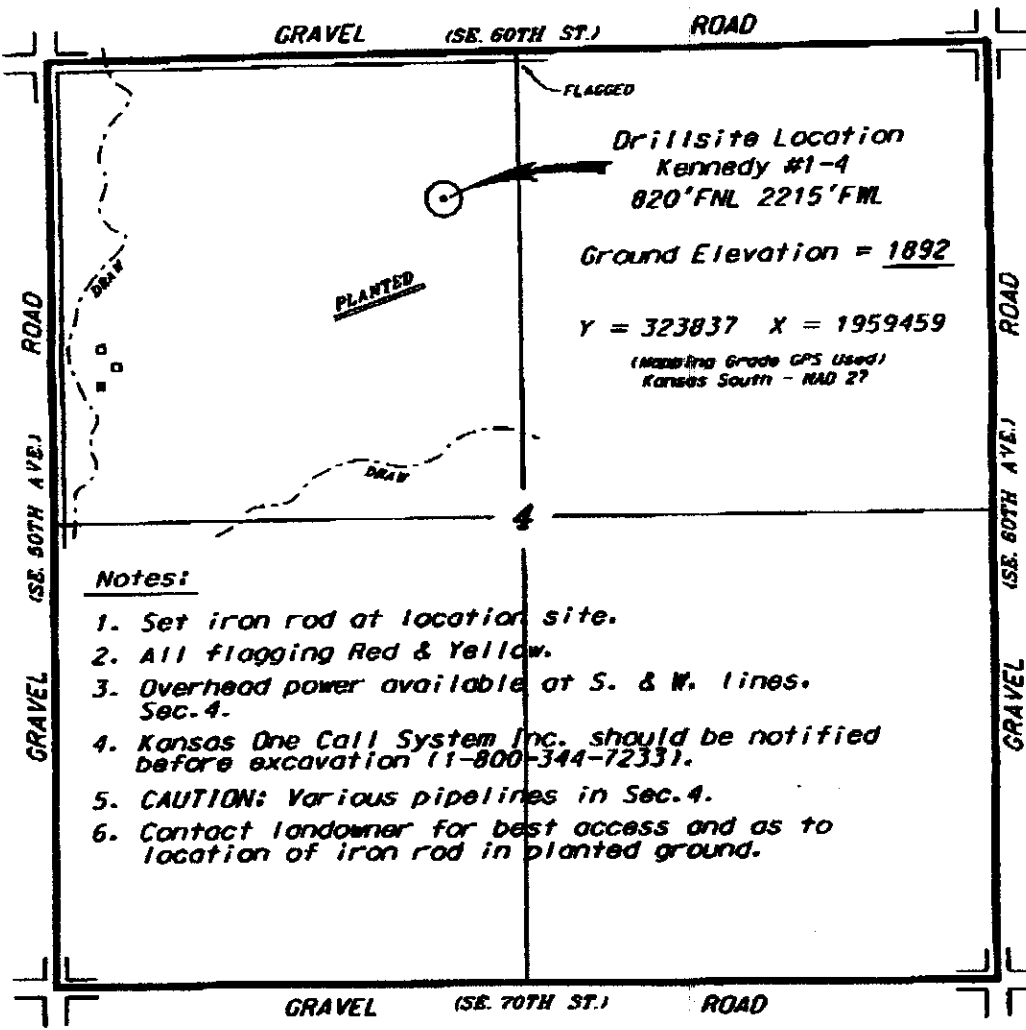 GRAVEL (SE. 60TH ST.) ROAD
FLAGGED
Drillsite Location
Kennedy #1-4
820'FNL 2215'FWL
Ground Elevation = 1892
Y = 323837 X = 1959459
(Mapping Grade GPS Used)
Kansas South - NAD 27
DRAW
PLANTED
DRAW
4
GRAVEL (SE. 60TH AVE.) ROAD
GRAVEL (SE. 80TH AVE.) ROAD
Notes:
1. Set iron rod at location site.
2. All flagging Red & Yellow.
3. Overhead power available at S. & W. lines.
Sec.4.
4. Kansas One Call System Inc. should be notified
before excavation (1-800-344-7233).
5. CAUTION: Various pipelines in Sec.4.
6. Contact landowner for best access and as to
location of iron rod in planted ground.
GRAVEL (SE. 70TH ST.) ROAD